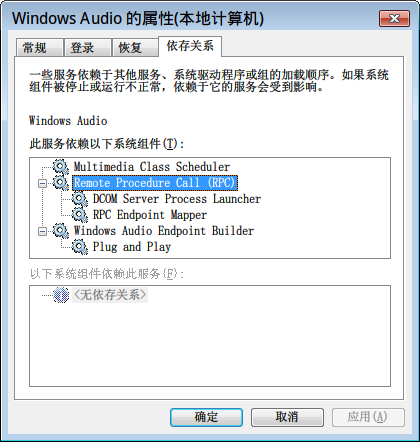 Windows Audio 的属性(本地计算机)
常规 登录 恢复 依存关系
一些服务依赖于其他服务、系统驱动程序或组的加载顺序。如果系统
组件被停止或运行不正常，依赖于它的服务会受到影响。
Windows Audio
此服务依赖以下系统组件(I):
Multimedia Class Scheduler
Remote Procedure Call (RPC)
DCOM Server Process Launcher
RPC Endpoint Mapper
Windows Audio Endpoint Builder
Plug and Play
以下系统组件依赖此服务(F):
<无依存关系>
确定 取消 应用(A)